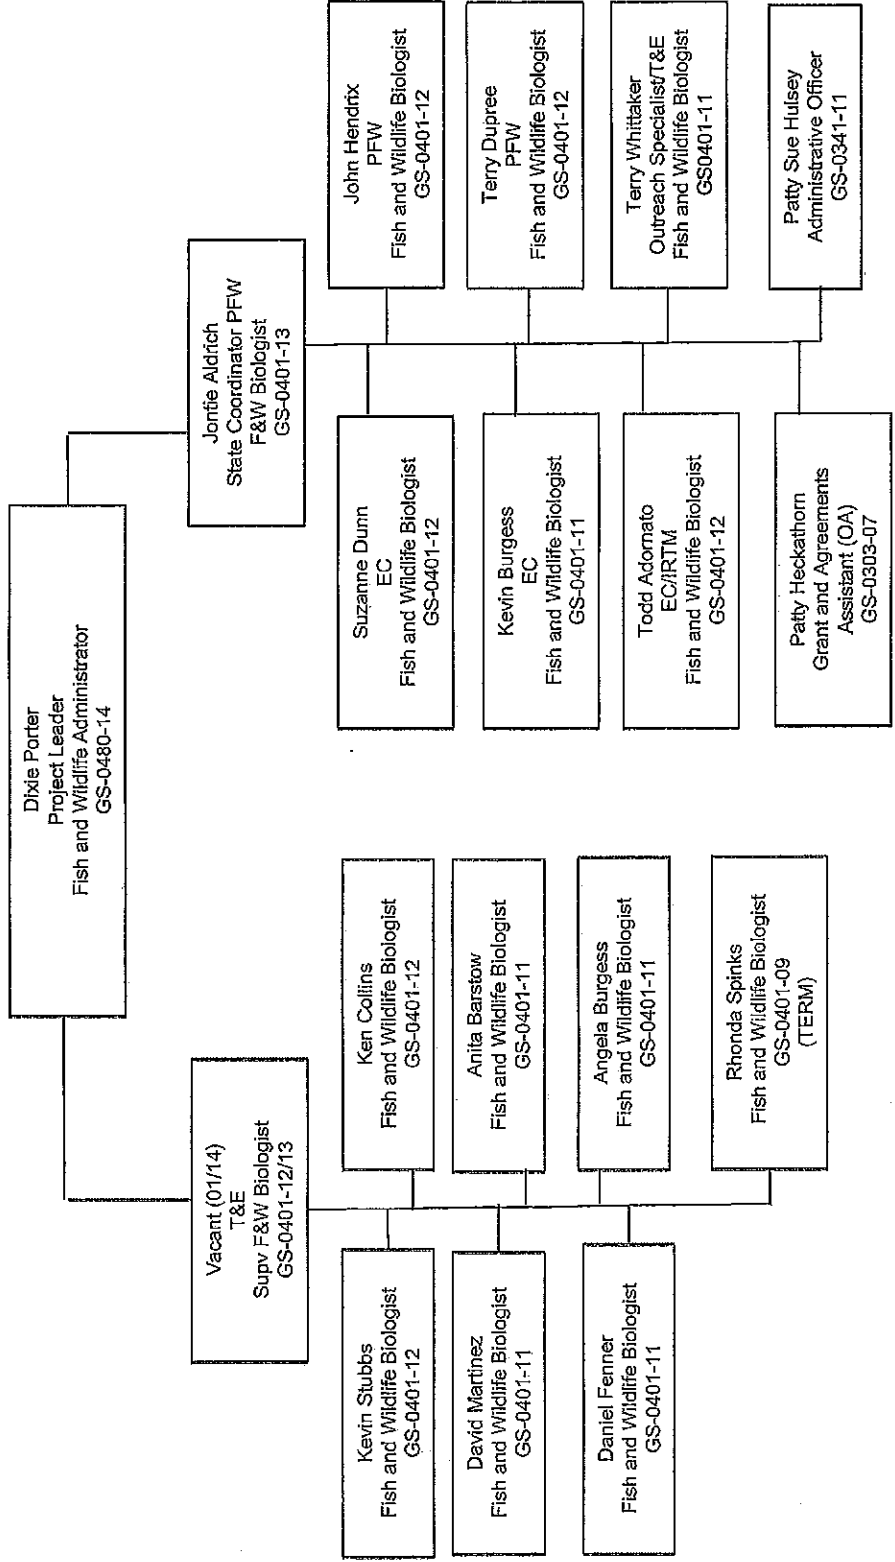 Dixie Porter
Project Leader
Fish and Wildlife Administrator
GS-0480-14
Vacant (01/14)
T&E
Supv F&W Biologist
GS-0401-12/13
Jontie Aldrich
State Coordinator PFW
F&W Biologist
GS-0401-13
Kevin Stubbs
Fish and Wildlife Biologist
GS-0401-12
Ken Collins
Fish and Wildlife Biologist
GS-0401-12
David Martinez
Fish and Wildlife Biologist
GS-0401-11
Anita Barstow
Fish and Wildlife Biologist
GS-0401-11
Daniel Fenner
Fish and Wildlife Biologist
GS-0401-11
Angela Burgess
Fish and Wildlife Biologist
GS-0401-11
Rhonda Spinks
Fish and Wildlife Biologist
GS-0401-09
(TERM)
Suzanne Dunn
EC
Fish and Wildlife Biologist
GS-0401-12
John Hendrix
PFW
Fish and Wildlife Biologist
GS-0401-12
Kevin Burgess
EC
Fish and Wildlife Biologist
GS-0401-11
Terry Dupree
PFW
Fish and Wildlife Biologist
GS-0401-12
Todd Adornato
EC/IRTM
Fish and Wildlife Biologist
GS-0401-12
Terry Whittaker
Outreach Specialist/T&E
Fish and Wildlife Biologist
GS0401-11
Patty Heckathorn
Grant and Agreements
Assistant (OA)
GS-0303-07
Patty Sue Hulsey
Administrative Officer
GS-0341-11